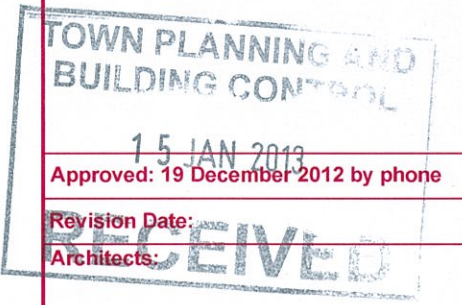 TOWN PLANNING AND
BUILDING CONTROL
15 JAN 2013
Approved: 19 December 2012 by phone
Revision Date:
RECEIVED
Architects: